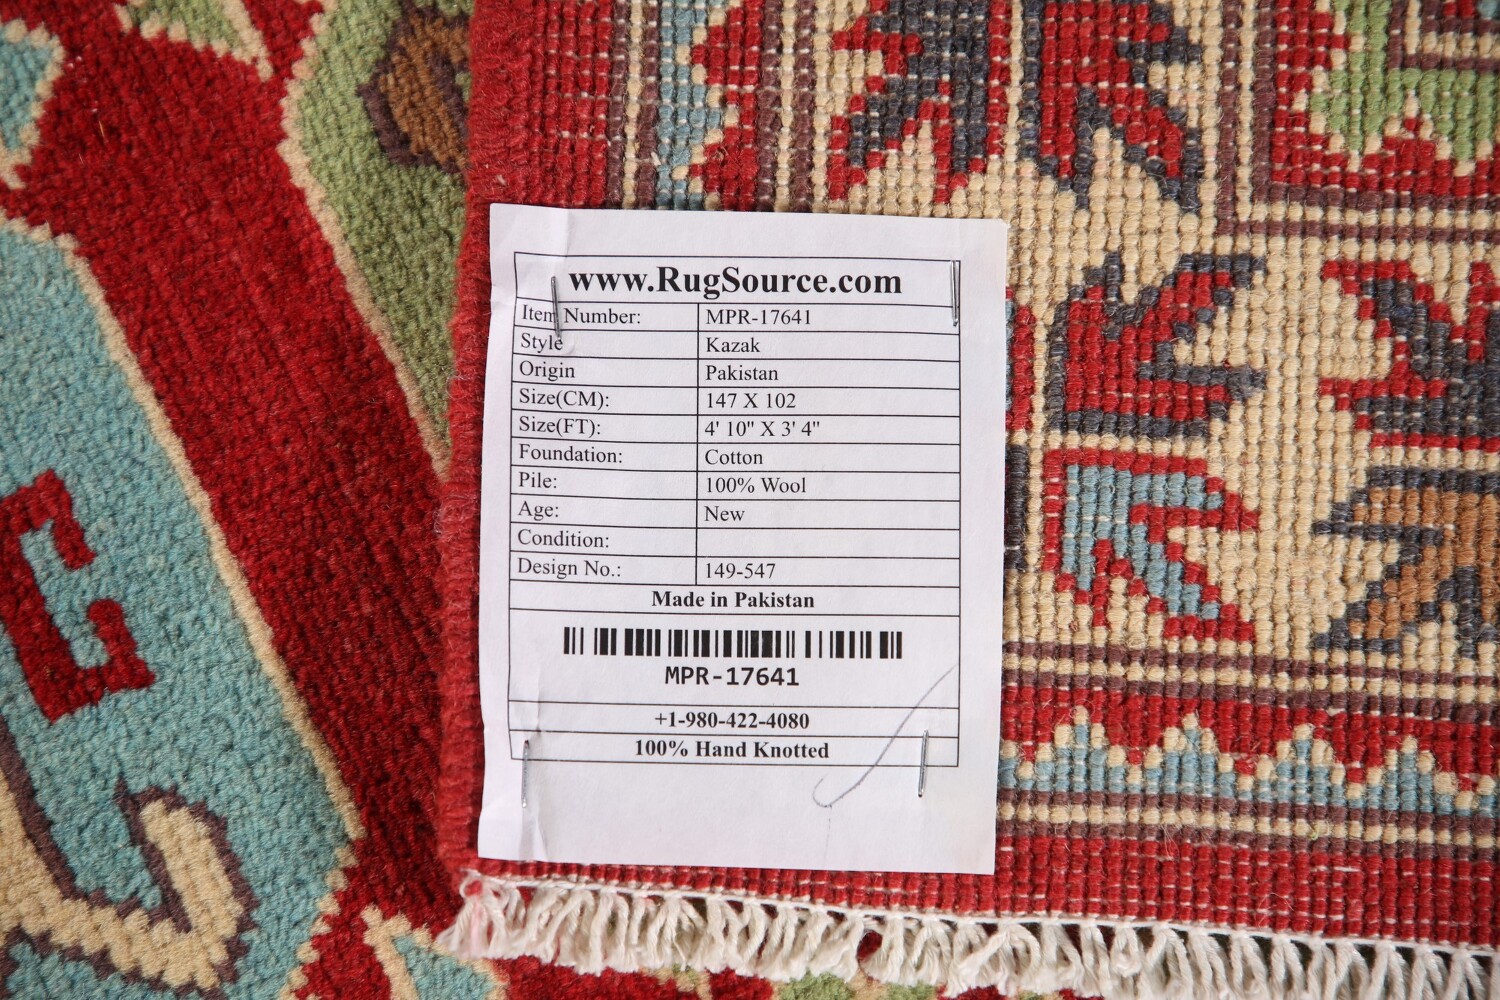 www.RugSource.com
Item Number: MPR-17641
Style Kazak
Origin Pakistan
Size(CM): 147 X 102
Size(FT): 4' 10" X 3' 4"
Foundation: Cotton
Pile: 100% Wool
Age: New
Condition:
Design No.: 149-547
Made in Pakistan
MPR-17641
+1-980-422-4080
100% Hand Knotted